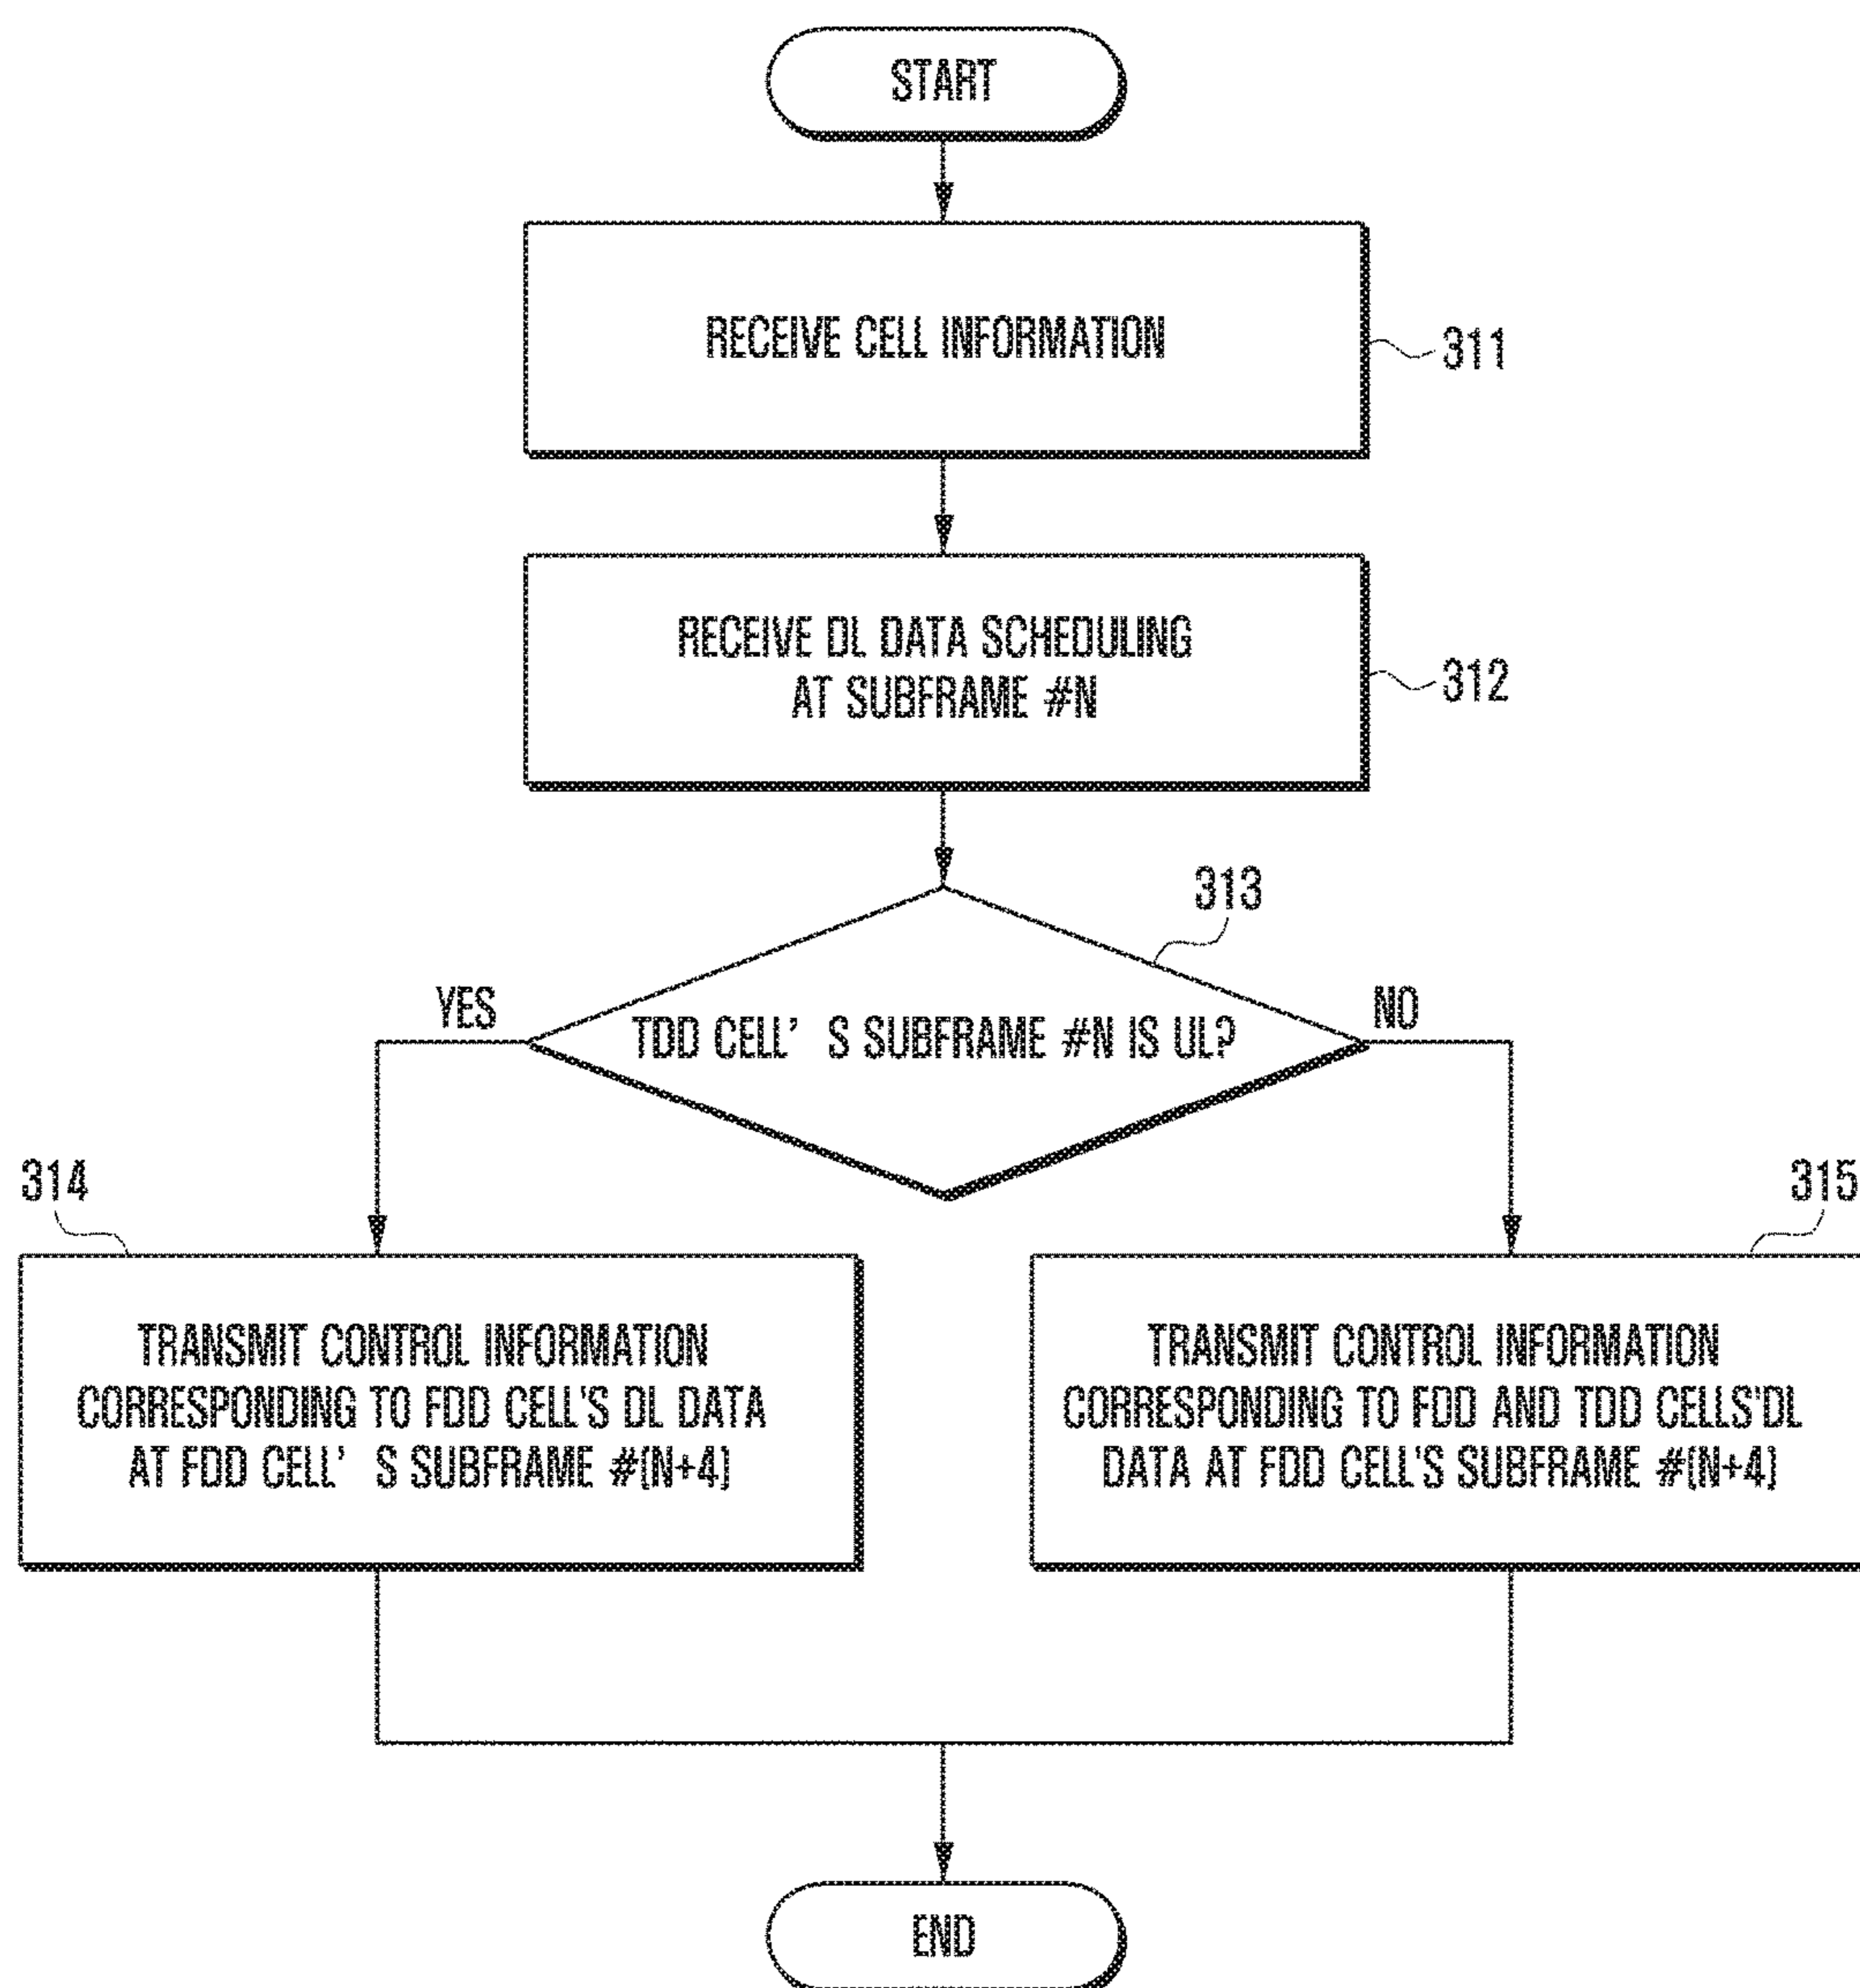 START
RECEIVE CELL INFORMATION
311
RECEIVE DL DATA SCHEDULING
AT SUBFRAME #N
312
313
YES
TDD CELL' S SUBFRAME #N IS UL?
NO
314
TRANSMIT CONTROL INFORMATION
CORRESPONDING TO FDD CELL'S DL DATA
AT FDD CELL' S SUBFRAME #(N+4)
315
TRANSMIT CONTROL INFORMATION
CORRESPONDING TO FDD AND TDD CELLS'DL
DATA AT FDD CELL'S SUBFRAME #(N+4)
END